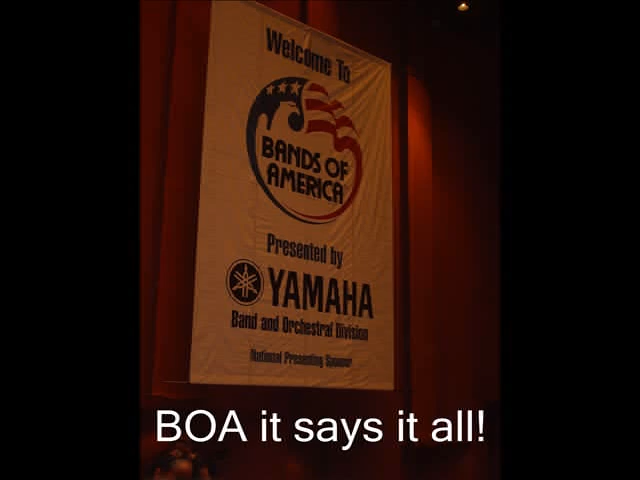 Welcome To
BANDS OF
AMERICA
Presented by
YAMAHA
Band and Orchestral Division
National Presenting Sponsor
BOA it says it all!